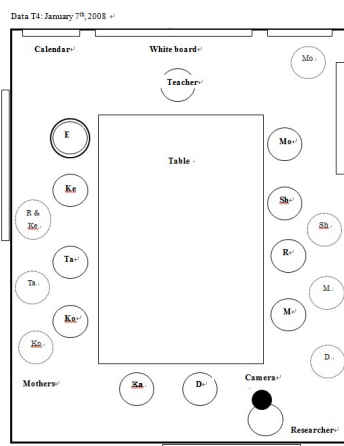 Data T4: January 7th, 2008
Calendar
White board
Mo
Teacher
E
Mo
Table
Ke
Sh
R &
Ke
Sh
Ta
R
Ta
M
Ko
M
Ko
D
Mothers
Ka
D
Camera
Researcher